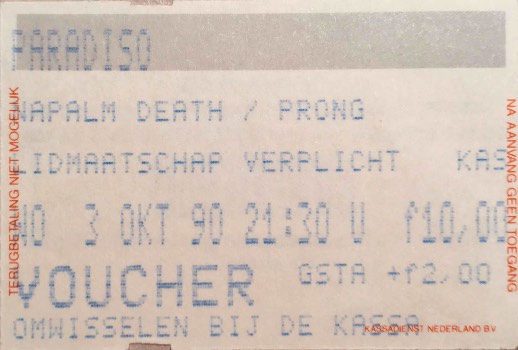 PARADISO
NAPALM DEATH / PRONG
LIDMAATSCHAP VERPLICHT KAS
WO 3 OKT 90 21:30 U f10,00
VOUCHER GSTA +f2,00
OMWISSELEN BIJ DE KASSA
TERUGBETALING NIET MOGELIJK
NA AANVANG GEEN TOEGANG
KASSADIENST NEDERLAND B.V.